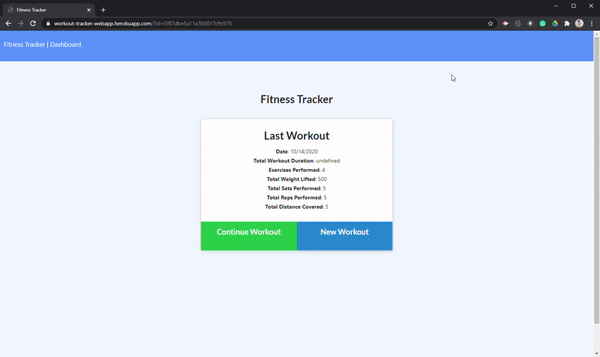 Fitness Tracker
workout-tracker-webapp.herokuapp.com/?id=5f87dbe5a11a7b0017c9c970
Fitness Tracker | Dashboard
Fitness Tracker
Last Workout
Date: 10/14/2020
Total Workout Duration: undefined
Exercises Performed: 4
Total Weight Lifted: 500
Total Sets Performed: 5
Total Reps Performed: 5
Total Distance Covered: 5
Continue Workout
New Workout